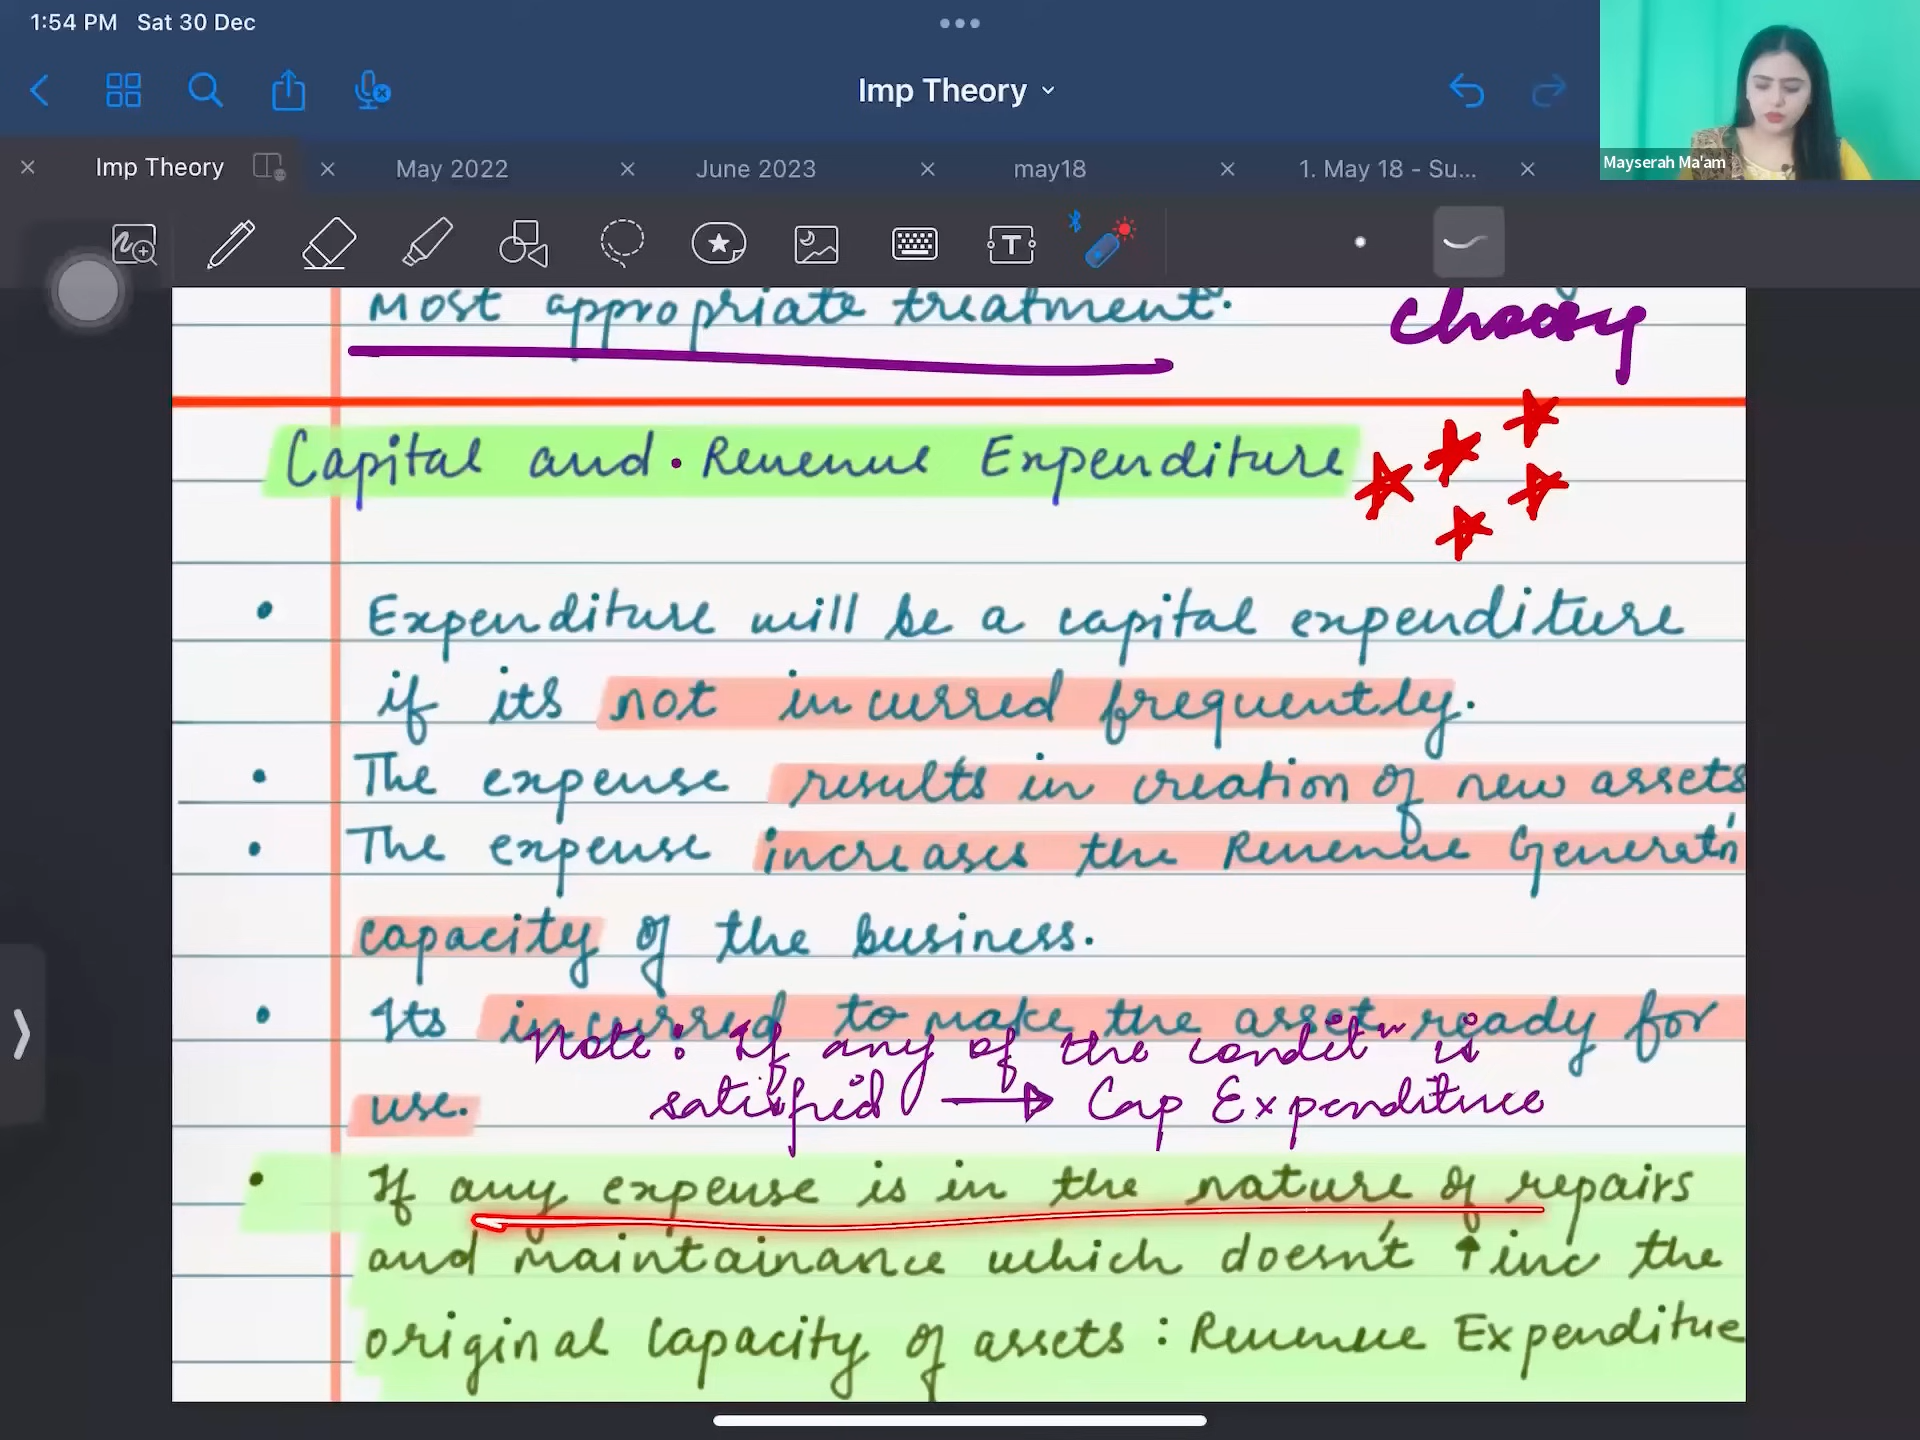 1:54 PM Sat 30 Dec
Imp Theory
Mayserah Ma'am
Imp Theory May 2022 June 2023 may18 1. May 18 - Su...
Most appropriate treatment.
Capital and . Revenue Expenditure
• Expenditure will be a capital expenditure
if its not incurred frequently.
• The expense results in creation of new assets
• The expense increases the Revenue Generatn
capacity of the business.
• Its incurred to make the asset ready for
Note : If any of the conditn is
use. satisfied → Cap Expenditure
• If any expense is in the nature of repairs
and maintainance which doesn't ↑ inc the
original capacity of assets : Revenue Expenditue